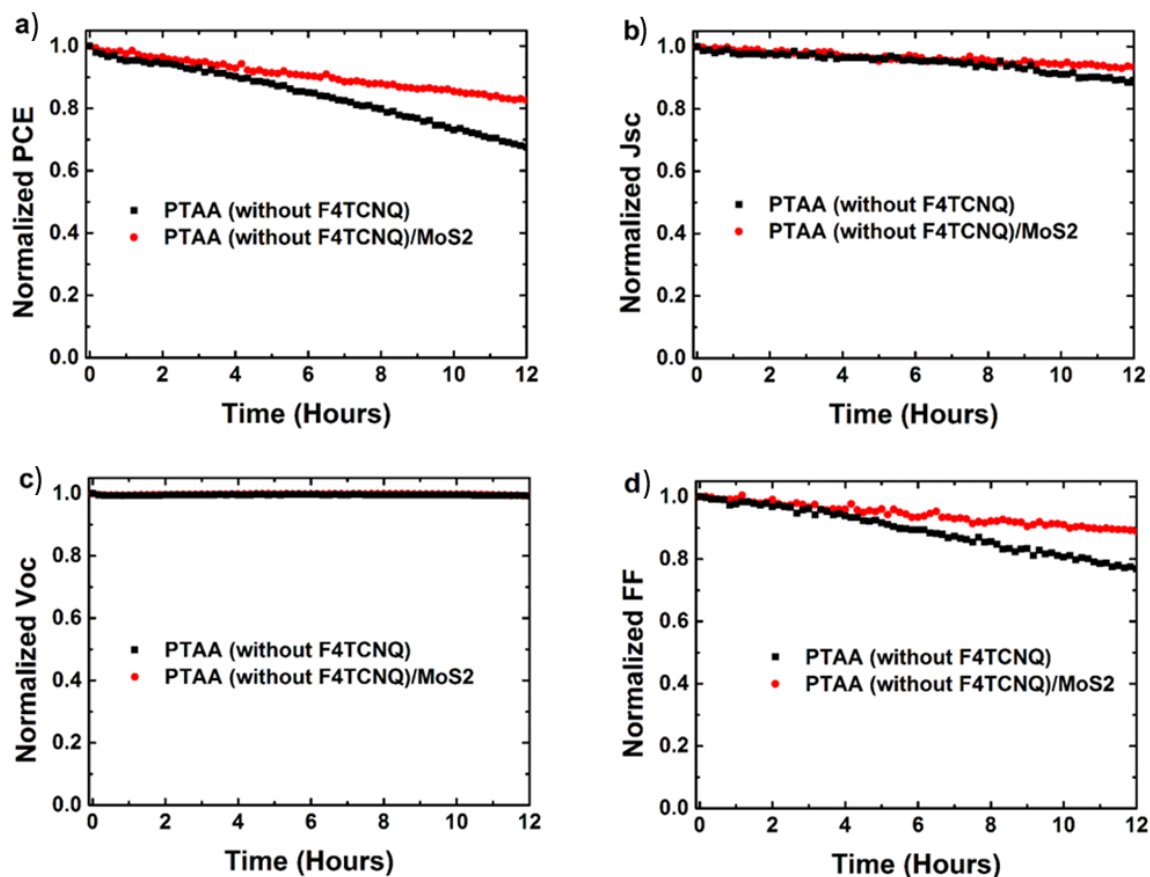 a)
Normalized PCE
1.0
0.8
0.6
0.4
0.2
0.0
PTAA (without F4TCNQ)
PTAA (without F4TCNQ)/MoS2
0 2 4 6 8 10 12
Time (Hours)
b)
Normalized Jsc
1.0
0.8
0.6
0.4
0.2
0.0
PTAA (without F4TCNQ)
PTAA (without F4TCNQ)/MoS2
0 2 4 6 8 10 12
Time (Hours)
c)
Normalized Voc
1.0
0.8
0.6
0.4
0.2
0.0
PTAA (without F4TCNQ)
PTAA (without F4TCNQ)/MoS2
0 2 4 6 8 10 12
Time (Hours)
d)
Normalized FF
1.0
0.8
0.6
0.4
0.2
0.0
PTAA (without F4TCNQ)
PTAA (without F4TCNQ)/MoS2
0 2 4 6 8 10 12
Time (Hours)